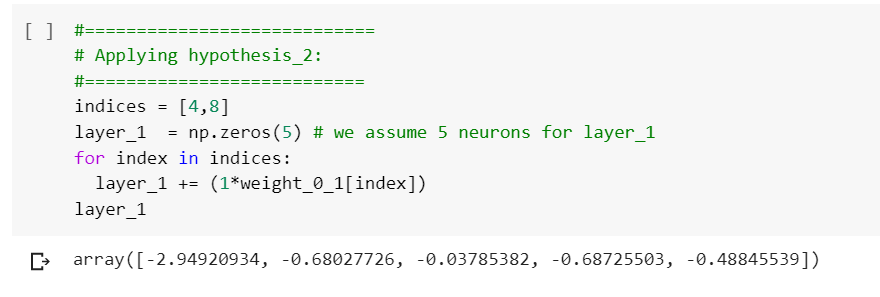 [ ] #============================
# Applying hypothesis_2:
#===========================
indices = [4,8]
layer_1  = np.zeros(5) # we assume 5 neurons for layer_1
for index in indices:
  layer_1 += (1*weight_0_1[index])
layer_1
array([-2.94920934, -0.68027726, -0.03785382, -0.68725503, -0.48845539])